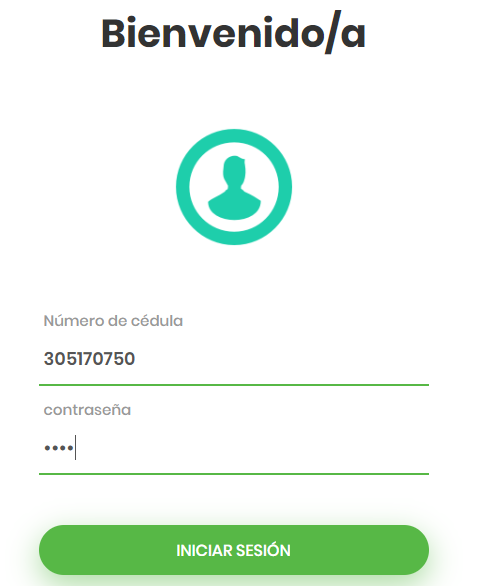 Bienvenido/a
Número de cédula
305170750
contraseña
••••
INICIAR SESIÓN